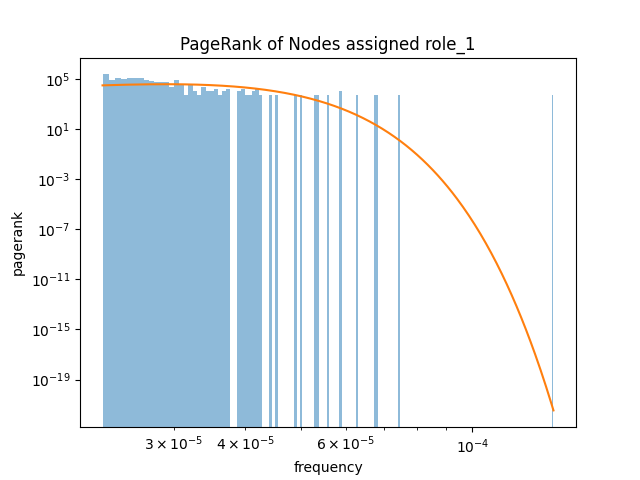 PageRank of Nodes assigned role_1
pagerank
10^5
10^1
10^-3
10^-7
10^-11
10^-15
10^-19
3 × 10^-5
4 × 10^-5
6 × 10^-5
10^-4
frequency